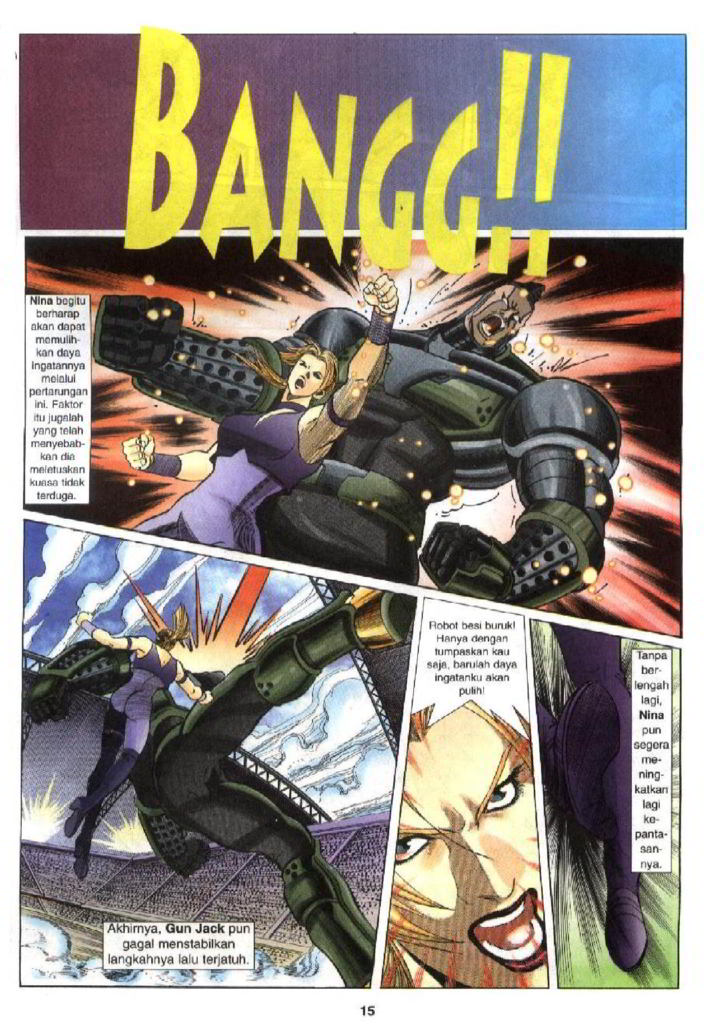 BANGG!!
Nina begitu
berharap
akan dapat
memulih-
kan daya
ingatannya
melalui
pertarungan
ini. Faktor
itu jugalah
yang telah
menyebab-
kan dia
meletuskan
kuasa tidak
terduga.
Robot besi buruk!
Hanya dengan
tumpaskan kau
saja, barulah daya
ingatanku akan
pulih!
Tanpa
ber-
lengah
lagi,
Nina
pun
segera
me-
ning-
katkan
lagi
ke-
panta-
san-
nya.
Akhirnya, Gun Jack pun
gagal menstabilkan
langkahnya lalu terjatuh.
15